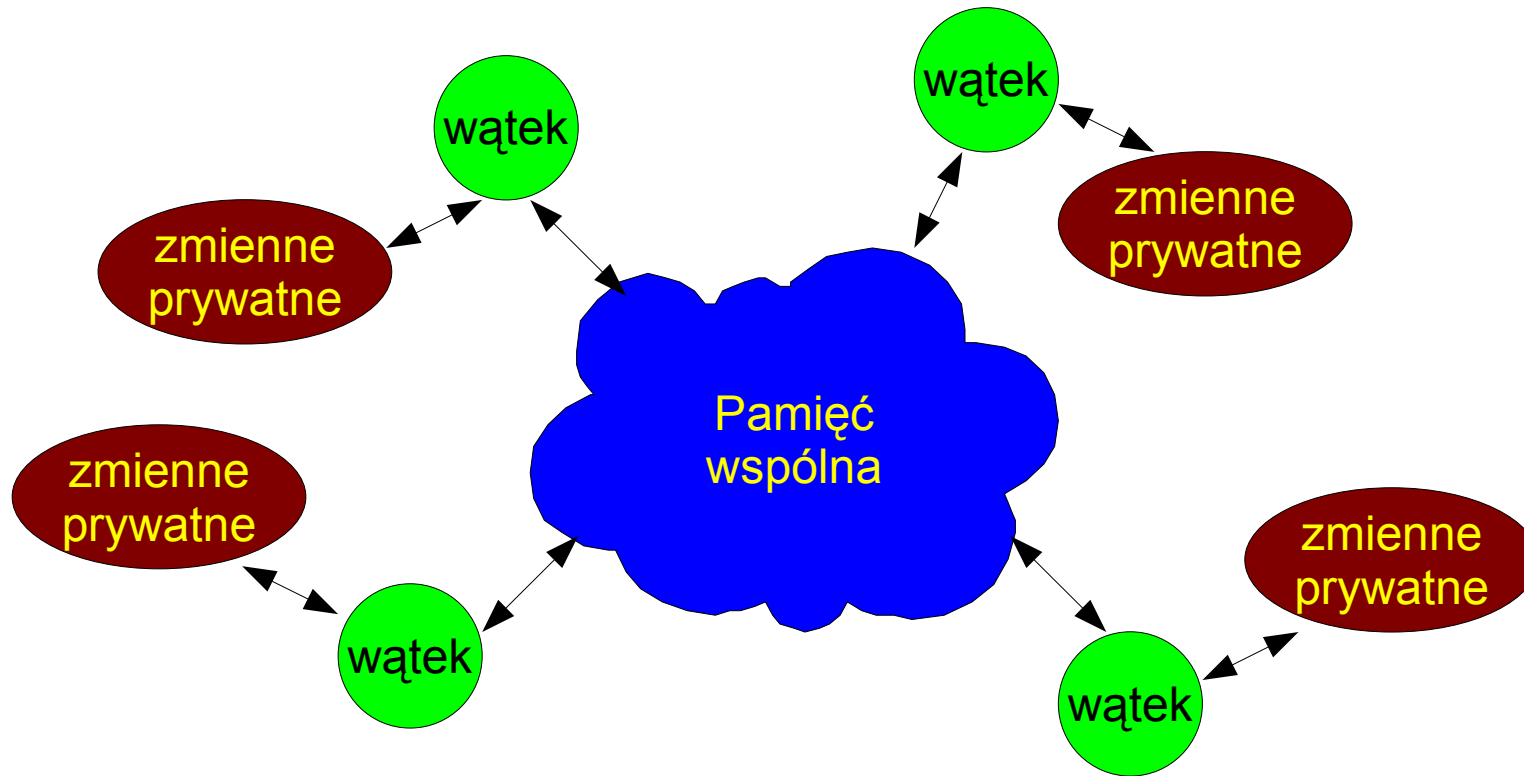 wątek
wątek
zmienne
prywatne
zmienne
prywatne
Pamięć
wspólna
zmienne
prywatne
zmienne
prywatne
wątek
wątek